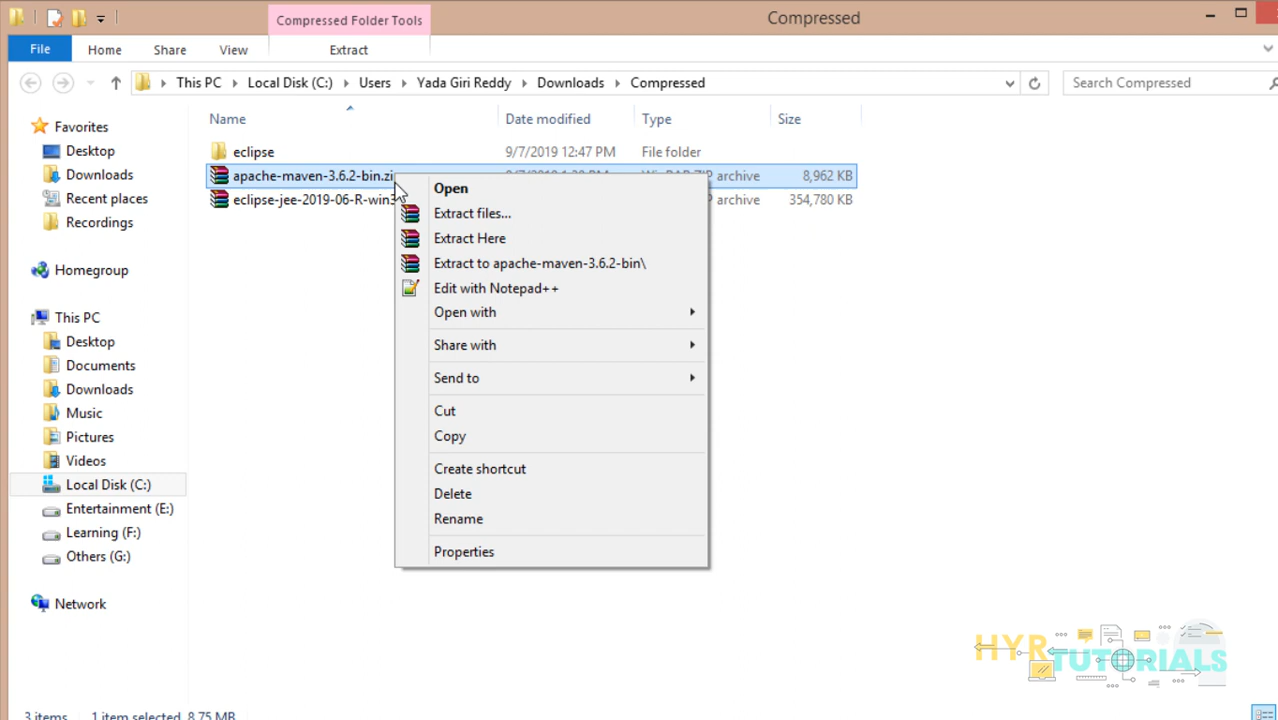 Compressed Folder Tools
Compressed
File Home Share View Extract
This PC Local Disk (C:) Users Yada Giri Reddy Downloads Compressed
Search Compressed
Name Date modified Type Size
eclipse 9/7/2019 12:47 PM File folder
apache-maven-3.6.2-bin.zi archive 8,962 KB
eclipse-jee-2019-06-R-win3 archive 354,780 KB
Favorites
Desktop
Downloads
Recent places
Recordings
Homegroup
This PC
Desktop
Documents
Downloads
Music
Pictures
Videos
Local Disk (C:)
Entertainment (E:)
Learning (F:)
Others (G:)
Network
Open
Extract files...
Extract Here
Extract to apache-maven-3.6.2-bin\
Edit with Notepad++
Open with
Share with
Send to
Cut
Copy
Create shortcut
Delete
Rename
Properties
HYR TUTORIALS
3 items 1 item selected 8.75 MB